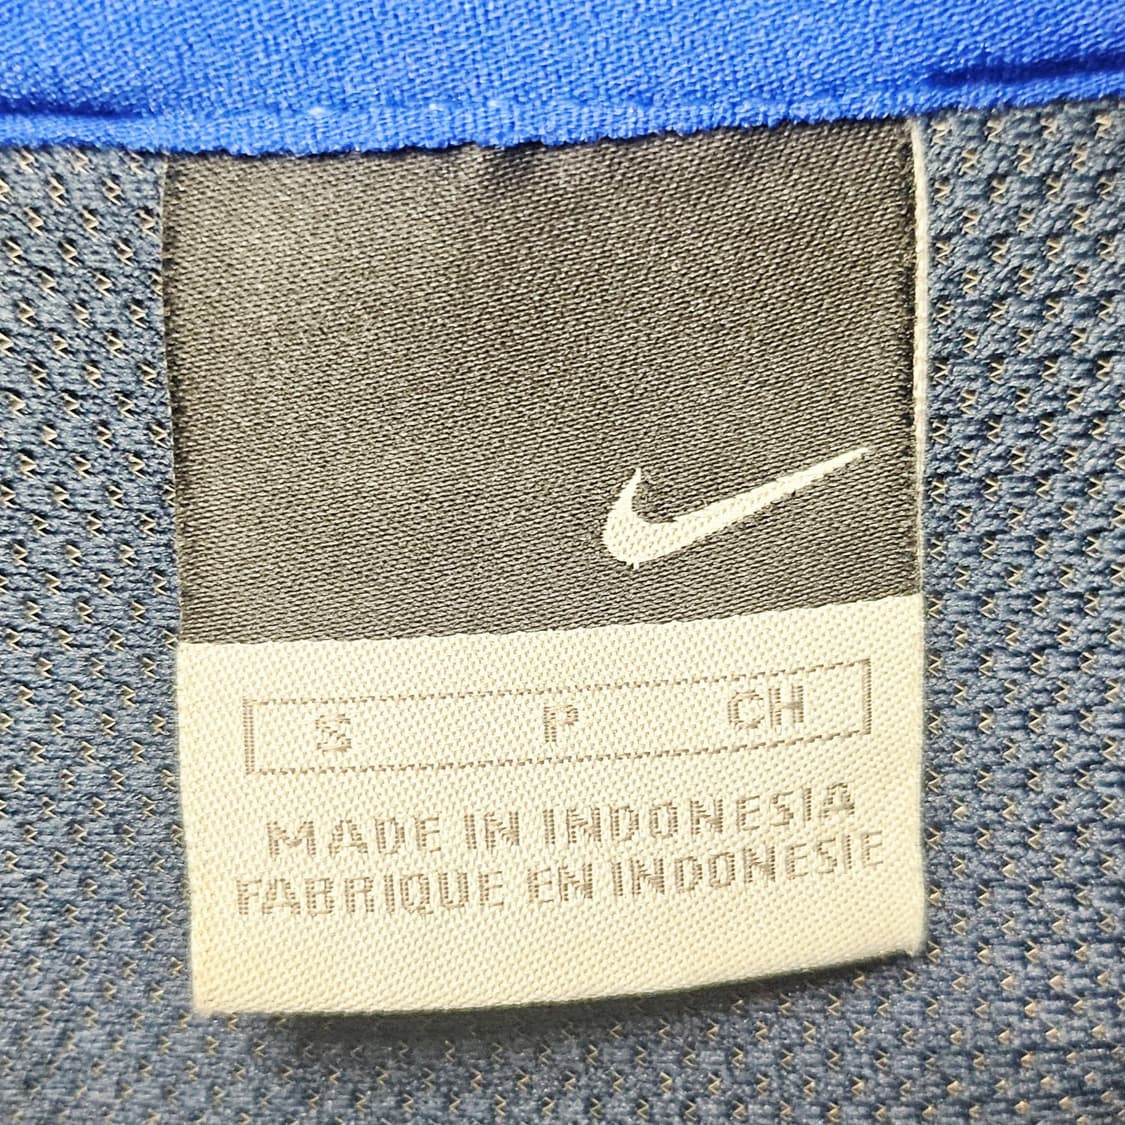 S P CH
MADE IN INDONESIA
FABRIQUE EN INDONESIE